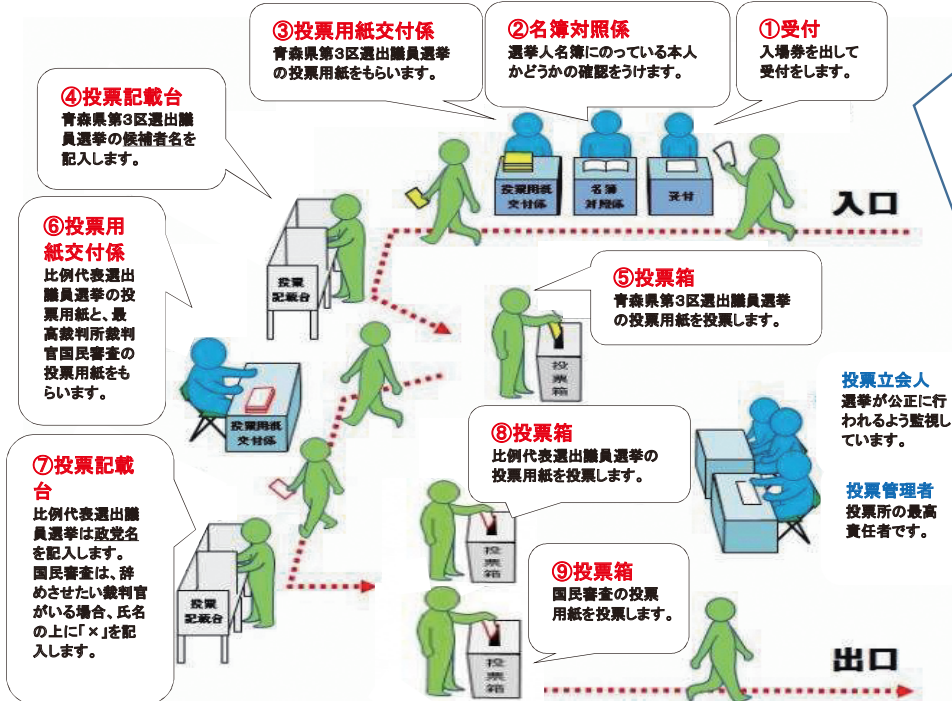 ①受付
入場券を出して
受付をします。
②名簿対照係
選挙人名簿にのっている本人
かどうかの確認をうけます。
③投票用紙交付係
青森県第3区選出議員選挙
の投票用紙をもらいます。
④投票記載台
青森県第3区選出議
員選挙の候補者名を
記入します。
投票用紙
交付係
名簿
対照係
受付
入口
投票
記載台
⑤投票箱
青森県第3区選出議員選挙
の投票用紙を投票します。
投
票
箱
⑥投票用
紙交付係
比例代表選出
議員選挙の投
票用紙と、最
高裁判所裁判
官国民審査の
投票用紙をも
らいます。
投票用紙
交付係
⑦投票記載
台
比例代表選出議
員選挙は政党名
を記入します。
国民審査は、辞
めさせたい裁判官
がいる場合、氏名
の上に「×」を記
入します。
投票
記載台
⑧投票箱
比例代表選出議員選挙の
投票用紙を投票します。
投
票
箱
⑨投票箱
国民審査の投票
用紙を投票します。
投
票
箱
投票立会人
選挙が公正に行
われるよう監視し
ています。
投票管理者
投票所の最高
責任者です。
出口